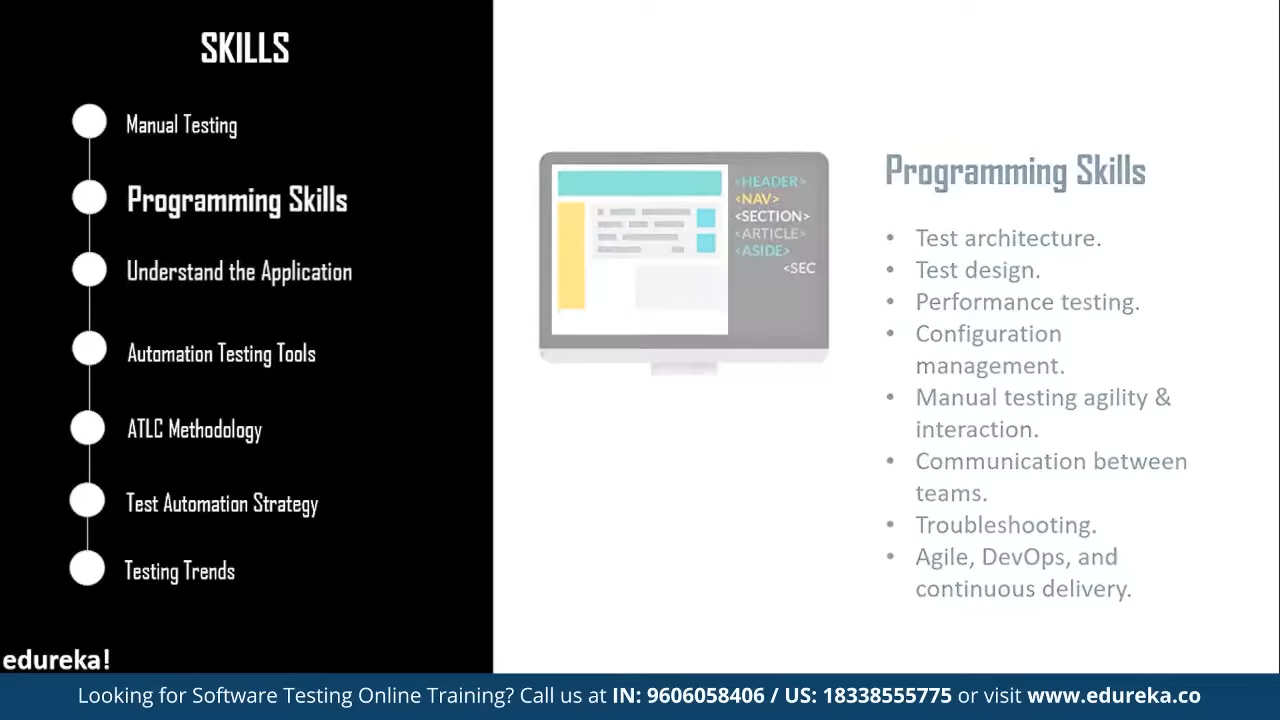 SKILLS
Manual Testing
Programming Skills
Understand the Application
Automation Testing Tools
ATLC Methodology
Test Automation Strategy
Testing Trends
edureka!
<HEADER>
<NAV>
<SECTION>
<ARTICLE>
<ASIDE>
<SEC
Programming Skills
• Test architecture.
• Test design.
• Performance testing.
• Configuration
management.
• Manual testing agility &
interaction.
• Communication between
teams.
• Troubleshooting.
• Agile, DevOps, and
continuous delivery.
Looking for Software Testing Online Training? Call us at IN: 9606058406 / US: 18338555775 or visit www.edureka.co